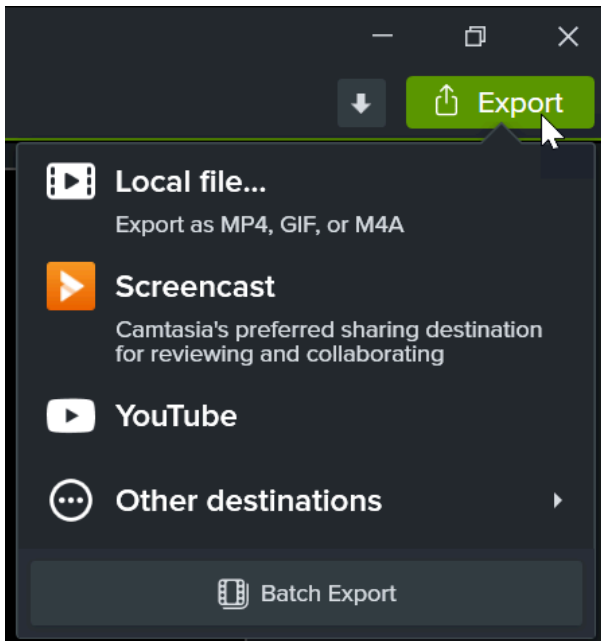 Export
Local file...
Export as MP4, GIF, or M4A
Screencast
Camtasia's preferred sharing destination
for reviewing and collaborating
YouTube
Other destinations
Batch Export